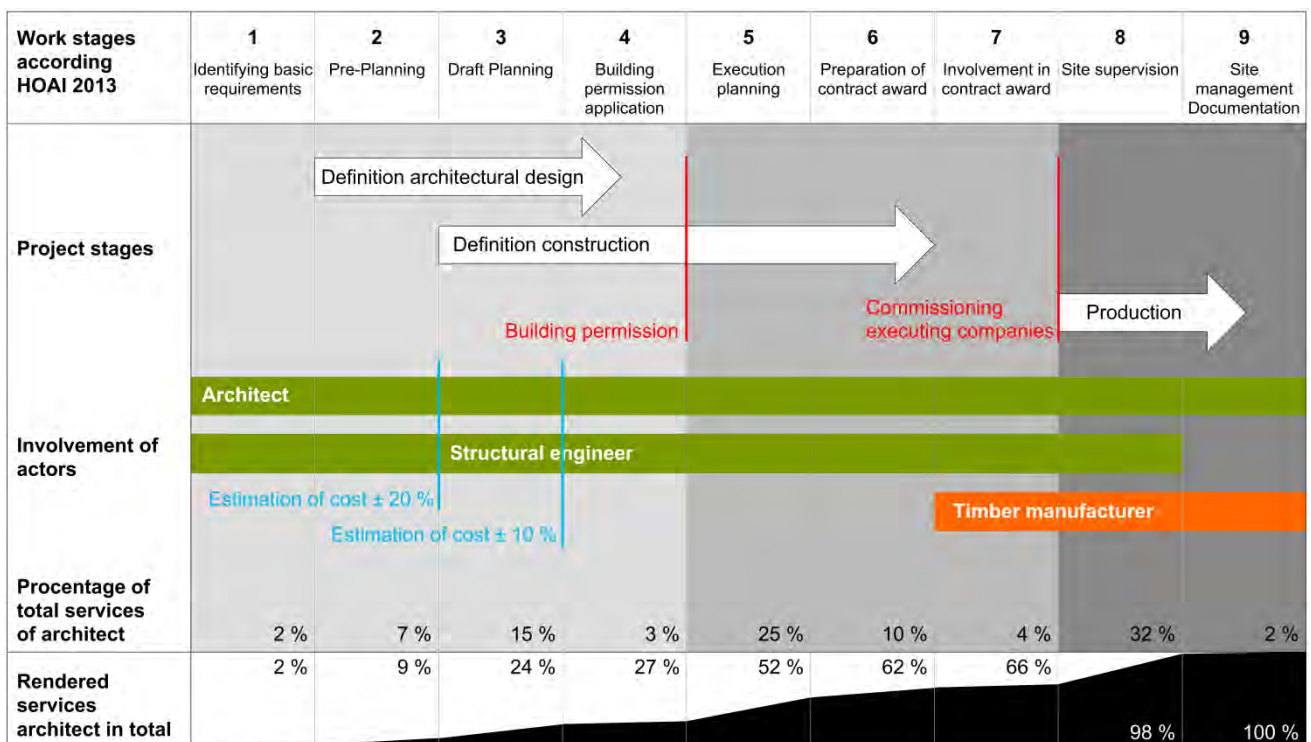 Work stages
according
HOAI 2013
1
Identifying basic
requirements
2
Pre-Planning
3
Draft Planning
4
Building
permission
application
5
Execution
planning
6
Preparation of
contract award
7
Involvement in
contract award
8
Site supervision
9
Site
management
Documentation
Project stages
Definition architectural design
Definition construction
Building permission
Commissioning
executing companies
Production
Involvement of
actors
Architect
Structural engineer
Estimation of cost ± 20 %
Estimation of cost ± 10 %
Timber manufacturer
Procentage of
total services
of architect
2 % 7 % 15 % 3 % 25 % 10 % 4 % 32 % 2 %
Rendered
services
architect in total
2 % 9 % 24 % 27 % 52 % 62 % 66 % 98 % 100 %